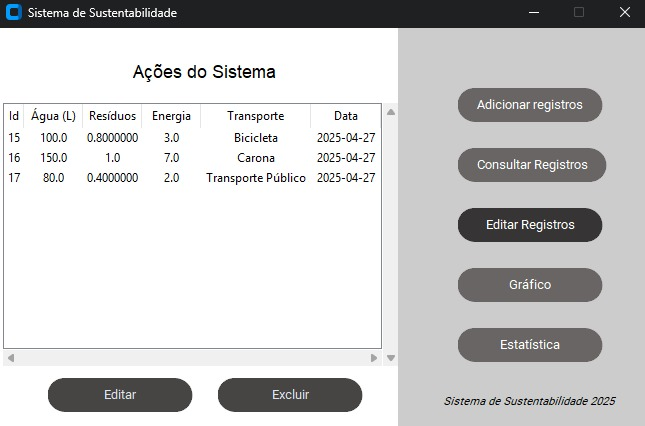 Sistema de Sustentabilidade
Ações do Sistema
Id Água (L) Resíduos Energia Transporte Data
15 100.0 0.8000000 3.0 Bicicleta 2025-04-27
16 150.0 1.0 7.0 Carona 2025-04-27
17 80.0 0.4000000 2.0 Transporte Público 2025-04-27
Editar Excluir
Adicionar registros
Consultar Registros
Editar Registros
Gráfico
Estatística
Sistema de Sustentabilidade 2025